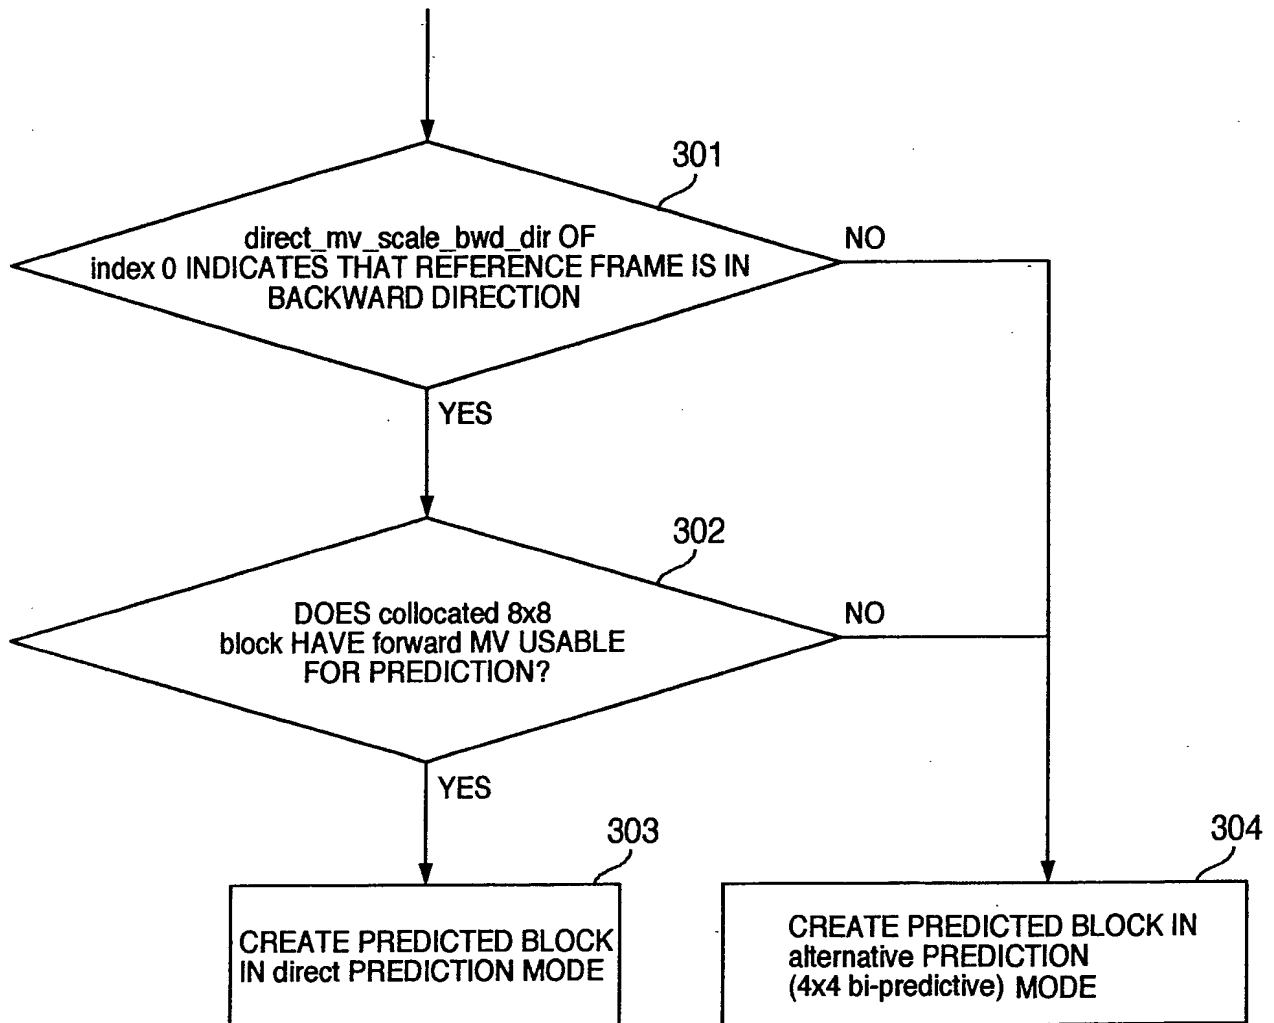 301
direct_mv_scale_bwd_dir OF
index 0 INDICATES THAT REFERENCE FRAME IS IN
BACKWARD DIRECTION
NO
YES
302
DOES collocated 8x8
block HAVE forward MV USABLE
FOR PREDICTION?
NO
YES
303
CREATE PREDICTED BLOCK
IN direct PREDICTION MODE
304
CREATE PREDICTED BLOCK IN
alternative PREDICTION
(4x4 bi-predictive) MODE